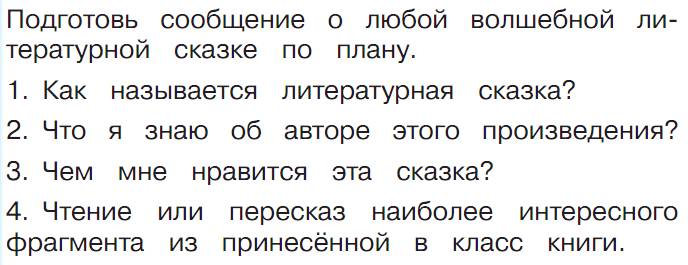 Подготовь сообщение о любой волшебной ли-
тературной сказке по плану.
1. Как называется литературная сказка?
2. Что я знаю об авторе этого произведения?
3. Чем мне нравится эта сказка?
4. Чтение или пересказ наиболее интересного
фрагмента из принесённой в класс книги.